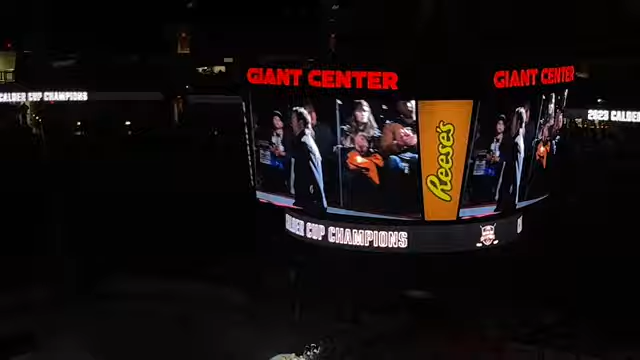 GIANT CENTER
GIANT CENTER
CALDER CUP CHAMPIONS
2023 CALDER
Reese's
CUP CHAMPIONS